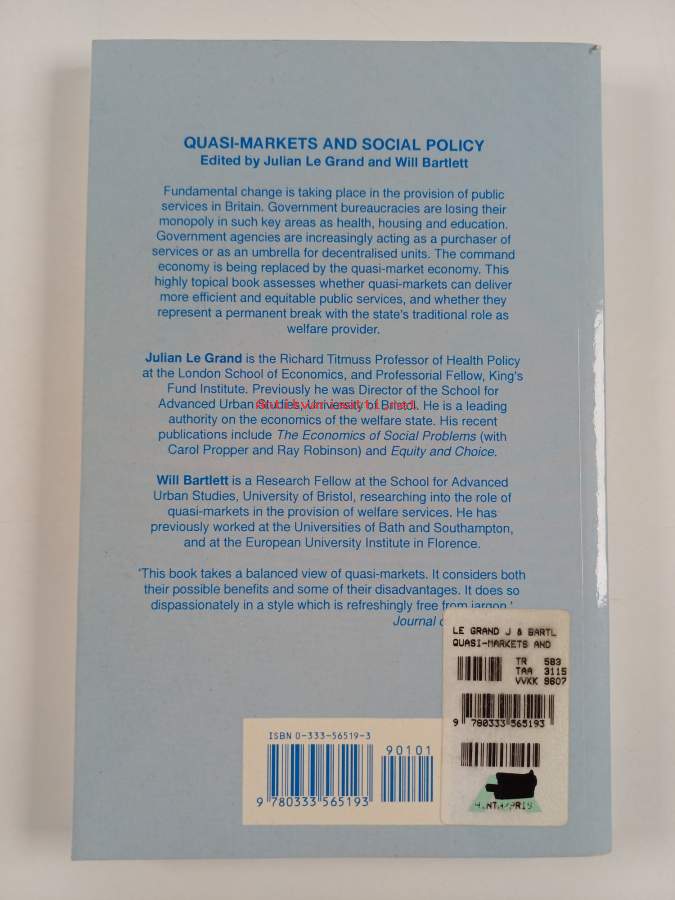 QUASI-MARKETS AND SOCIAL POLICY
Edited by Julian Le Grand and Will Bartlett
Fundamental change is taking place in the provision of public
services in Britain. Government bureaucracies are losing their
monopoly in such key areas as health, housing and education.
Government agencies are increasingly acting as a purchaser of
services or as an umbrella for decentralised units. The command
economy is being replaced by the quasi-market economy. This
highly topical book assesses whether quasi-markets can deliver
more efficient and equitable public services, and whether they
represent a permanent break with the state's traditional role as
welfare provider.
Julian Le Grand is the Richard Titmuss Professor of Health Policy
at the London School of Economics, and Professorial Fellow, King's
Fund Institute. Previously he was Director of the School for
Advanced Urban Studies, University of Bristol. He is a leading
authority on the economics of the welfare state. His recent
publications include The Economics of Social Problems (with
Carol Propper and Ray Robinson) and Equity and Choice.
Will Bartlett is a Research Fellow at the School for Advanced
Urban Studies, University of Bristol, researching into the role of
quasi-markets in the provision of welfare services. He has
previously worked at the Universities of Bath and Southampton,
and at the European University Institute in Florence.
'This book takes a balanced view of quasi-markets. It considers both
their possible benefits and some of their disadvantages. It does so
dispassionately in a style which is refreshingly free from jargon.'
Journal
LE GRAND J & BARTL
QUASI-MARKETS AND
TR 583
TAA 3115
VVKK 9607
9 780333 565193
ISBN 0-333-56519-3
90101
9 780333 565193